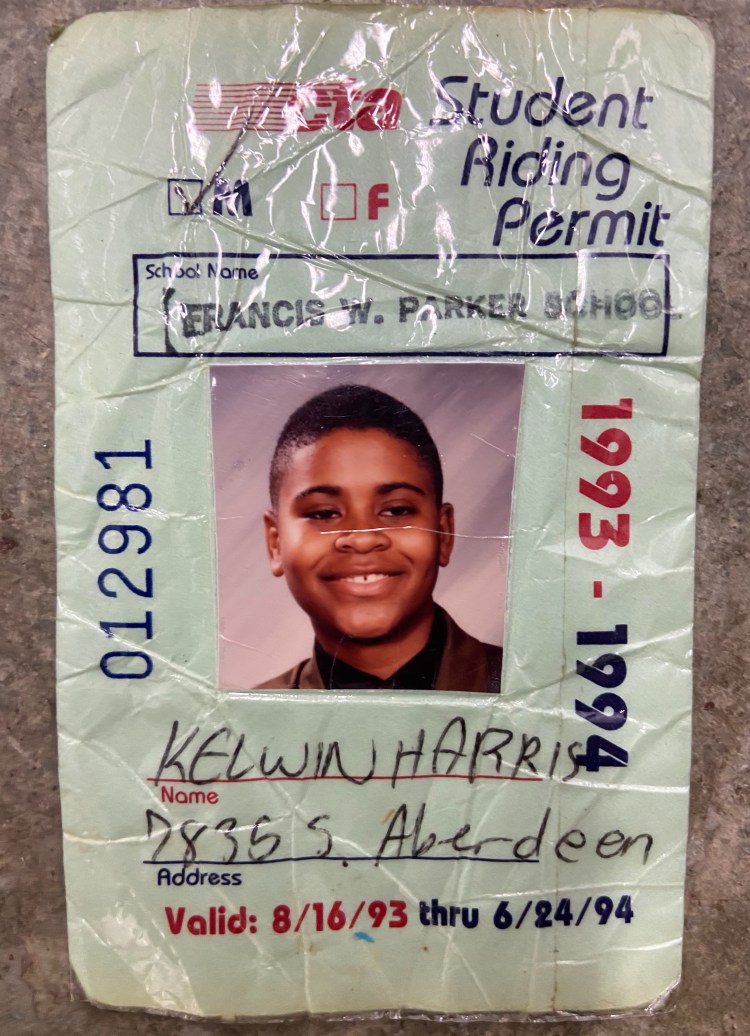 cta Student
Riding
Permit
M F
School Name
FRANCIS W. PARKER SCHOOL
012981
1993 - 1994
KELWIN HARRIS
Name
7835 S. Aberdeen
Address
Valid: 8/16/93 thru 6/24/94